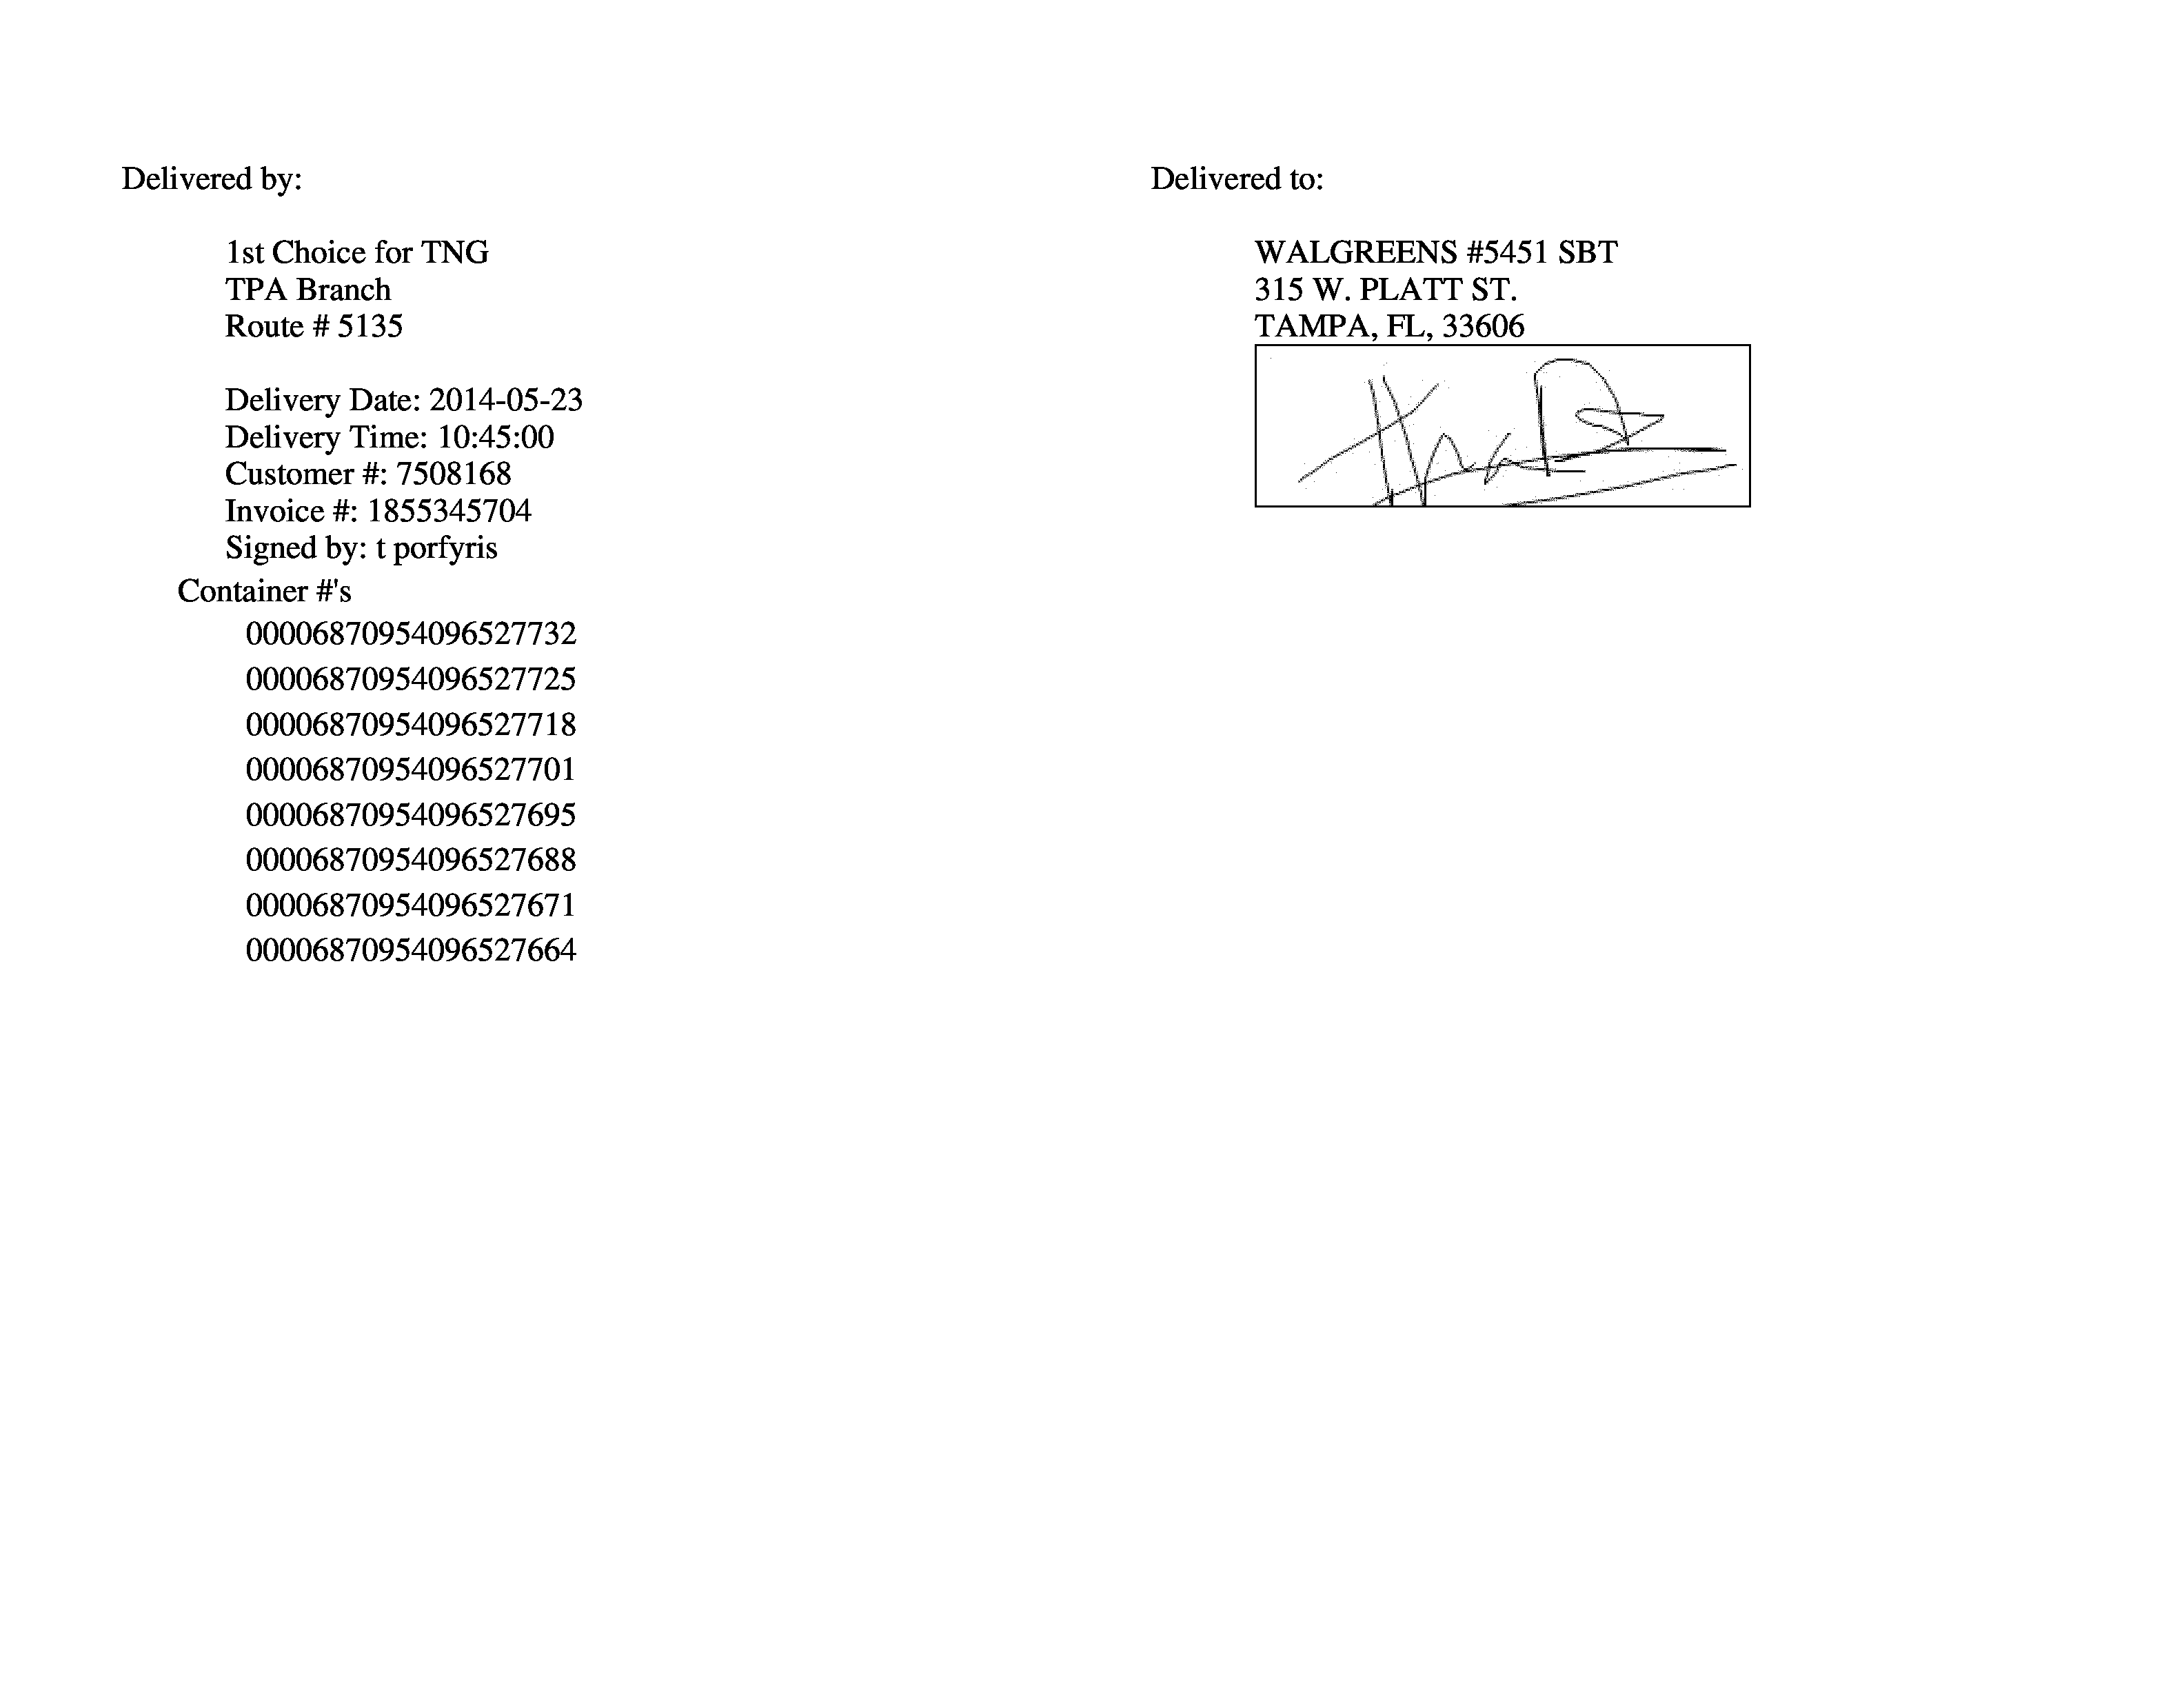 Delivered by:
1st Choice for TNG
TPA Branch
Route # 5135
Delivery Date: 2014-05-23
Delivery Time: 10:45:00
Customer #: 7508168
Invoice #: 1855345704
Signed by: t porfyris
Container #'s
00006870954096527732
00006870954096527725
00006870954096527718
00006870954096527701
00006870954096527695
00006870954096527688
00006870954096527671
00006870954096527664
Delivered to:
WALGREENS #5451 SBT
315 W. PLATT ST.
TAMPA, FL, 33606